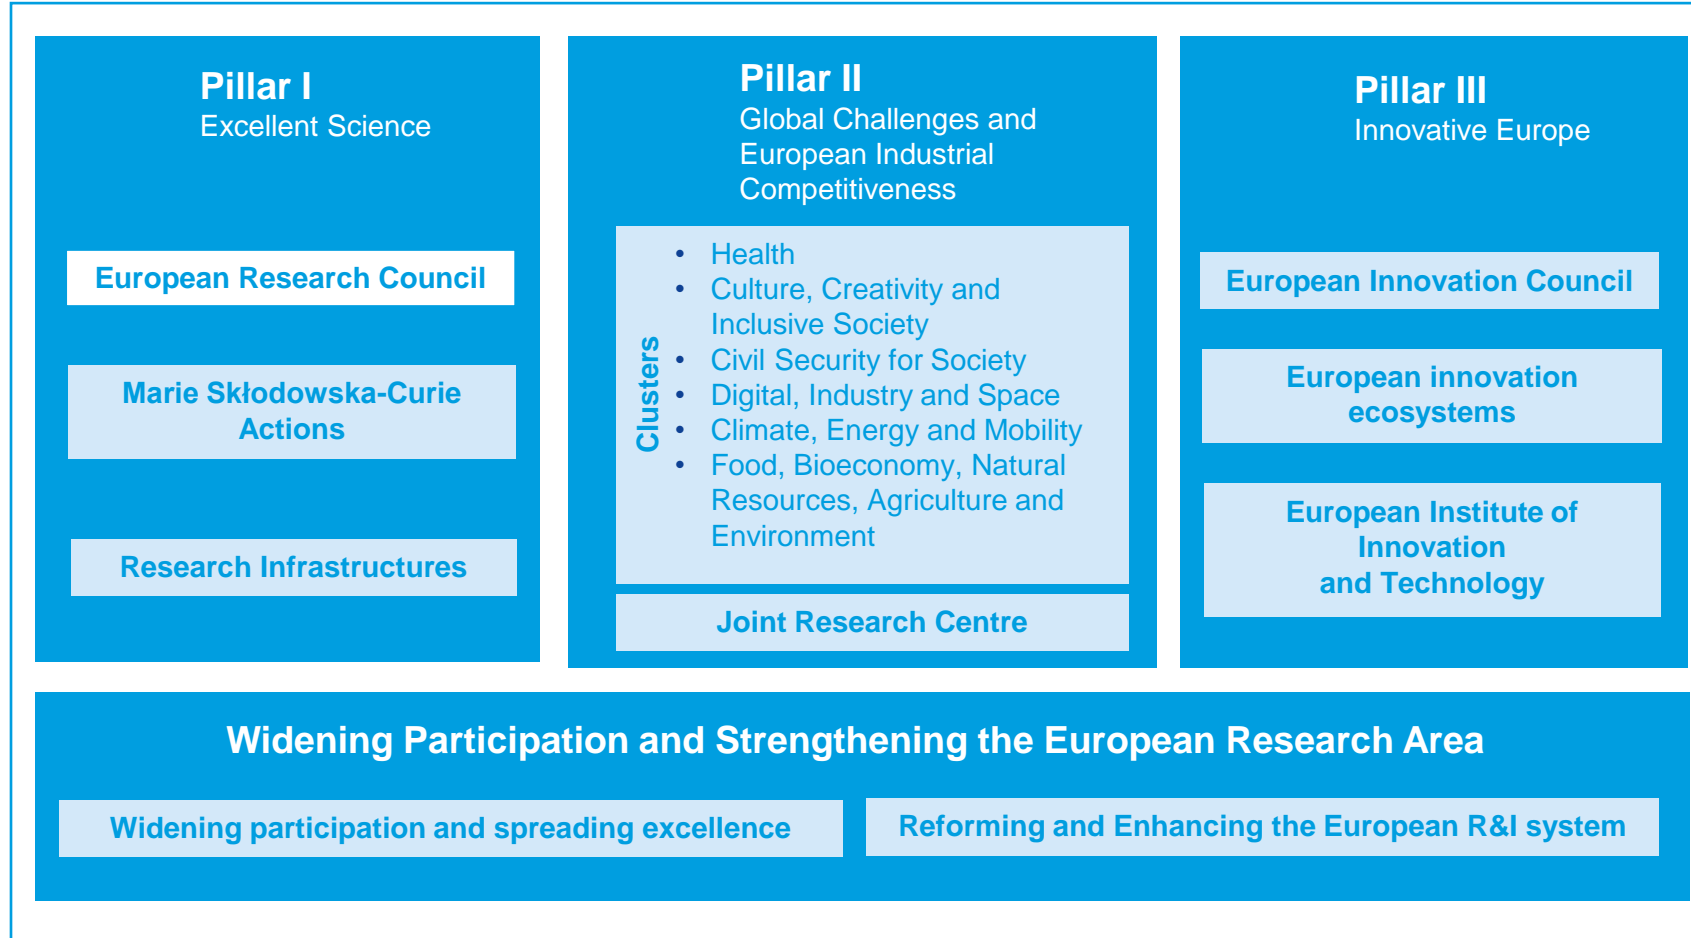 Pillar I
Excellent Science
European Research Council
Marie Skłodowska-Curie
Actions
Research Infrastructures
Pillar II
Global Challenges and
European Industrial
Competitiveness
Clusters
• Health
• Culture, Creativity and
Inclusive Society
• Civil Security for Society
• Digital, Industry and Space
• Climate, Energy and Mobility
• Food, Bioeconomy, Natural
Resources, Agriculture and
Environment
Joint Research Centre
Pillar III
Innovative Europe
European Innovation Council
European innovation
ecosystems
European Institute of
Innovation
and Technology
Widening Participation and Strengthening the European Research Area
Widening participation and spreading excellence
Reforming and Enhancing the European R&I system